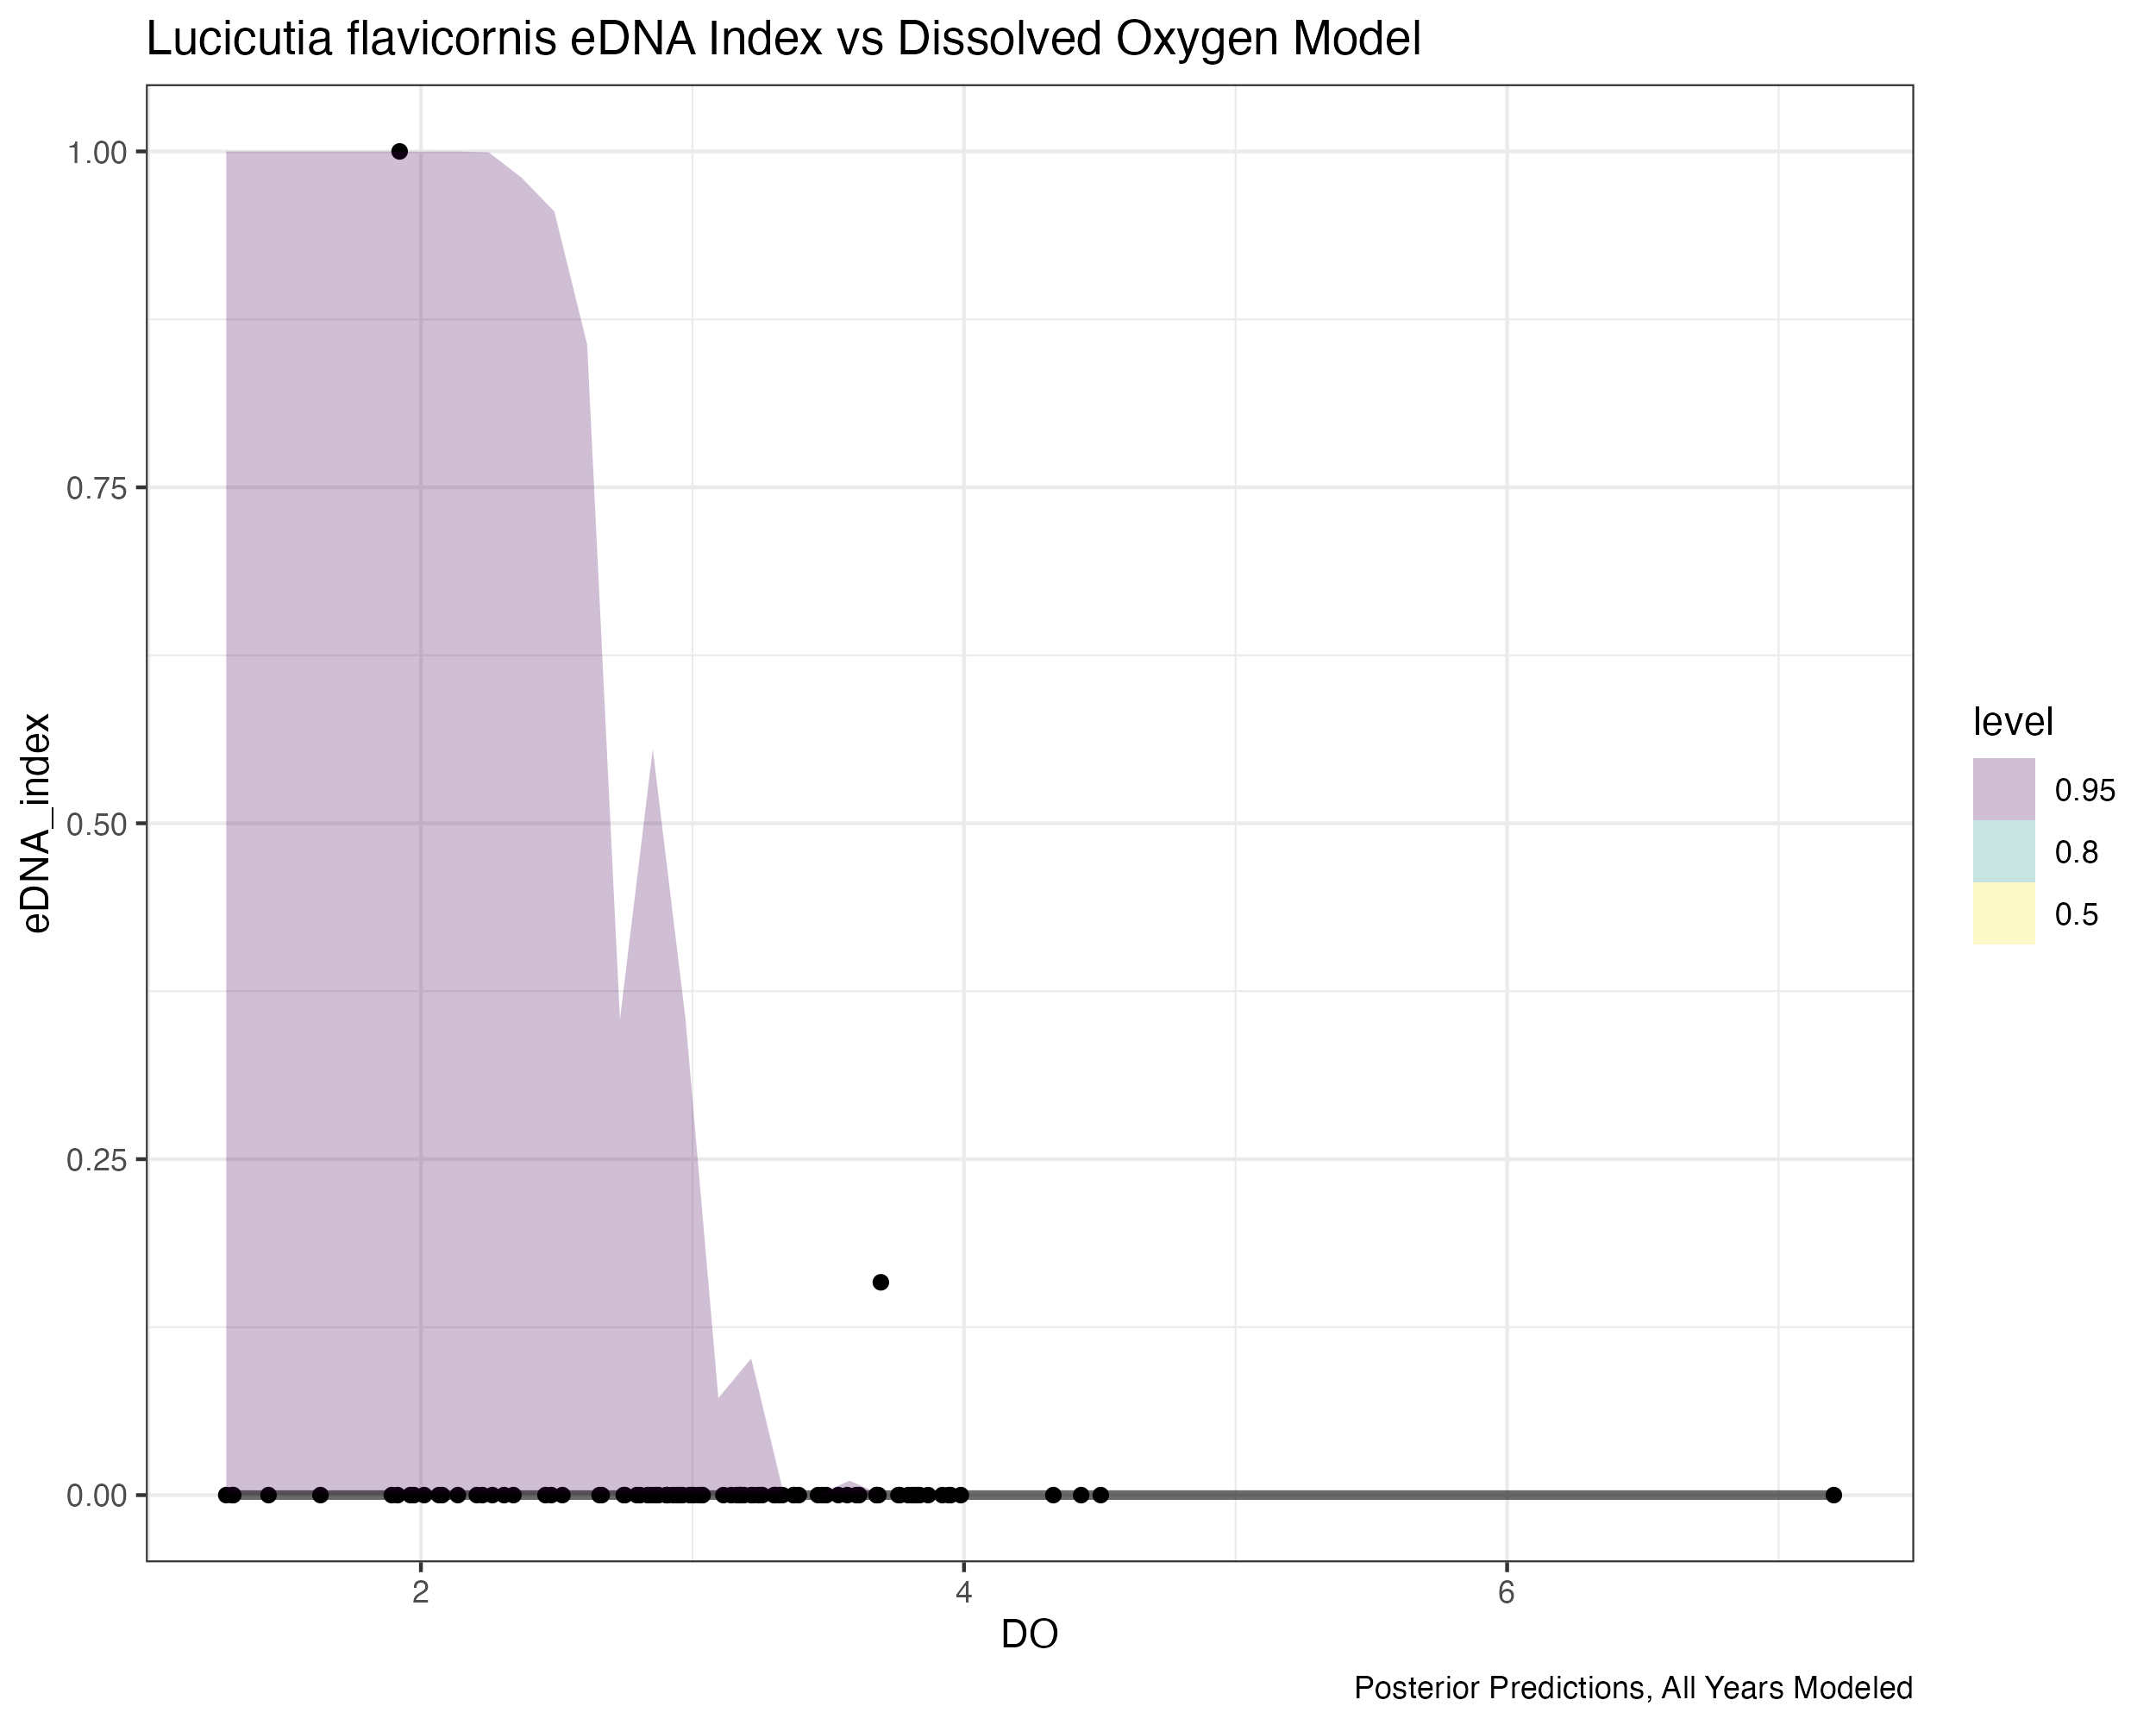 Lucicutia flavicornis eDNA Index vs Dissolved Oxygen Model
1.00
0.75
0.50
0.25
0.00
eDNA_index
2
4
6
DO
level
0.95
0.8
0.5
Posterior Predictions, All Years Modeled